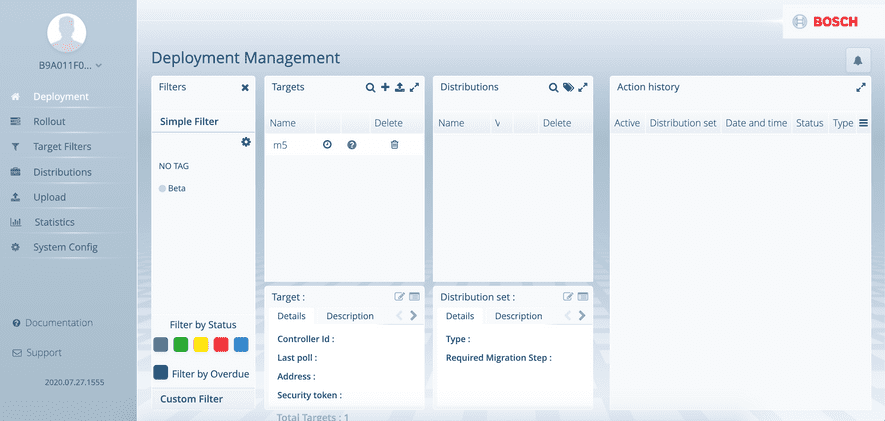 BOSCH
B9A011F0...
Deployment
Rollout
Target Filters
Distributions
Upload
Statistics
System Config
Documentation
Support
2020.07.27.1555
Deployment Management
Filters
Simple Filter
NO TAG
Beta
Filter by Status
Filter by Overdue
Custom Filter
Targets
Name Delete
m5
Target :
Details Description
Controller Id :
Last poll :
Address :
Security token :
Total Targets : 1
Distributions
Name V Delete
Distribution set :
Details Description
Type :
Required Migration Step :
Action history
Active Distribution set Date and time Status Type